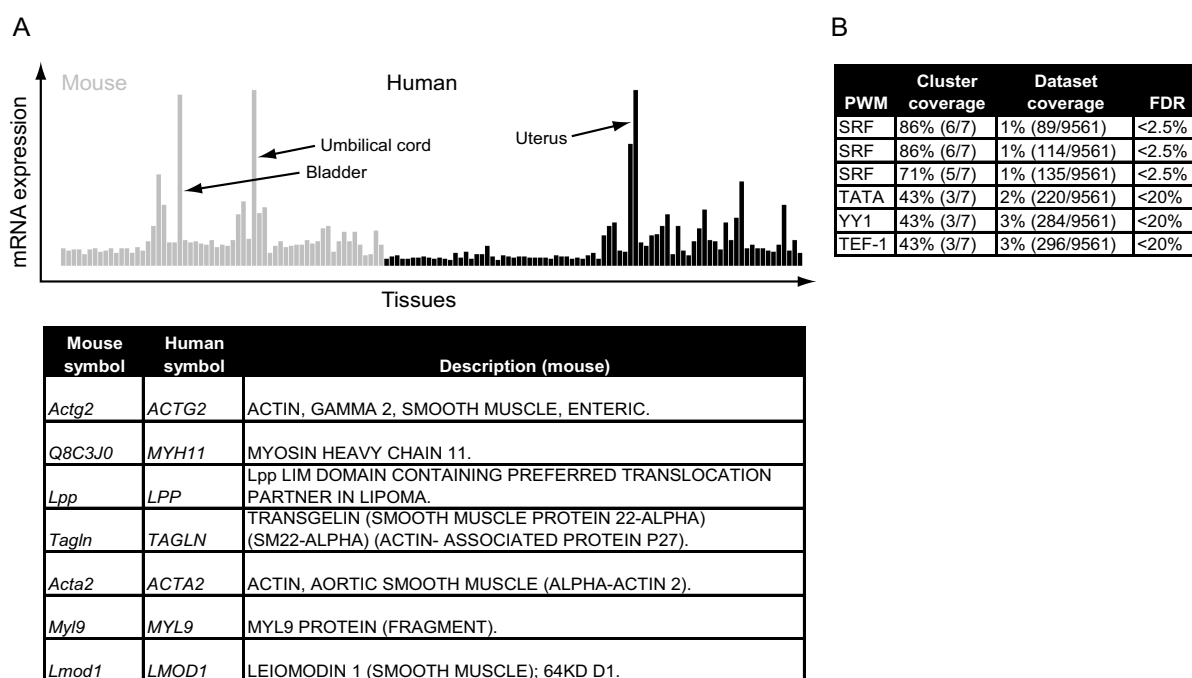 A
B
mRNA expression
Mouse
Human
Umbilical cord
Bladder
Uterus
Tissues
PWM Cluster coverage Dataset coverage FDR
SRF 86% (6/7) 1% (89/9561) <2.5%
SRF 86% (6/7) 1% (114/9561) <2.5%
SRF 71% (5/7) 1% (135/9561) <2.5%
TATA 43% (3/7) 2% (220/9561) <20%
YY1 43% (3/7) 3% (284/9561) <20%
TEF-1 43% (3/7) 3% (296/9561) <20%
Mouse symbol Human symbol Description (mouse)
Actg2 ACTG2 ACTIN, GAMMA 2, SMOOTH MUSCLE, ENTERIC.
Q8C3J0 MYH11 MYOSIN HEAVY CHAIN 11.
Lpp LPP Lpp LIM DOMAIN CONTAINING PREFERRED TRANSLOCATION
PARTNER IN LIPOMA.
Tagln TAGLN TRANSGELIN (SMOOTH MUSCLE PROTEIN 22-ALPHA)
(SM22-ALPHA) (ACTIN- ASSOCIATED PROTEIN P27).
Acta2 ACTA2 ACTIN, AORTIC SMOOTH MUSCLE (ALPHA-ACTIN 2).
Myl9 MYL9 MYL9 PROTEIN (FRAGMENT).
Lmod1 LMOD1 LEIOMODIN 1 (SMOOTH MUSCLE); 64KD D1.